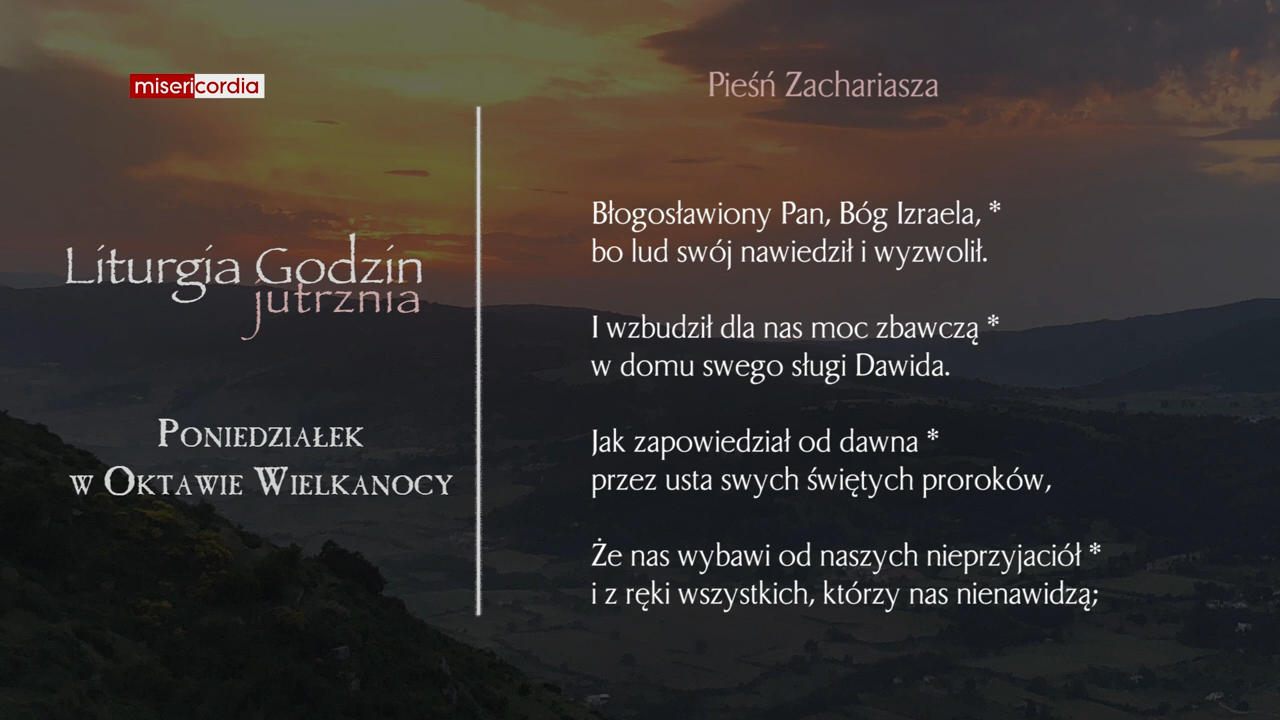 misericordia
Liturgia Godzin
jutrznia
Poniedziałek
w Oktawie Wielkanocy
Pieśń Zachariasza
Błogosławiony Pan, Bóg Izraela, *
bo lud swój nawiedził i wyzwolił.
I wzbudził dla nas moc zbawczą *
w domu swego sługi Dawida.
Jak zapowiedział od dawna *
przez usta swych świętych proroków,
Że nas wybawi od naszych nieprzyjaciół *
i z ręki wszystkich, którzy nas nienawidzą;